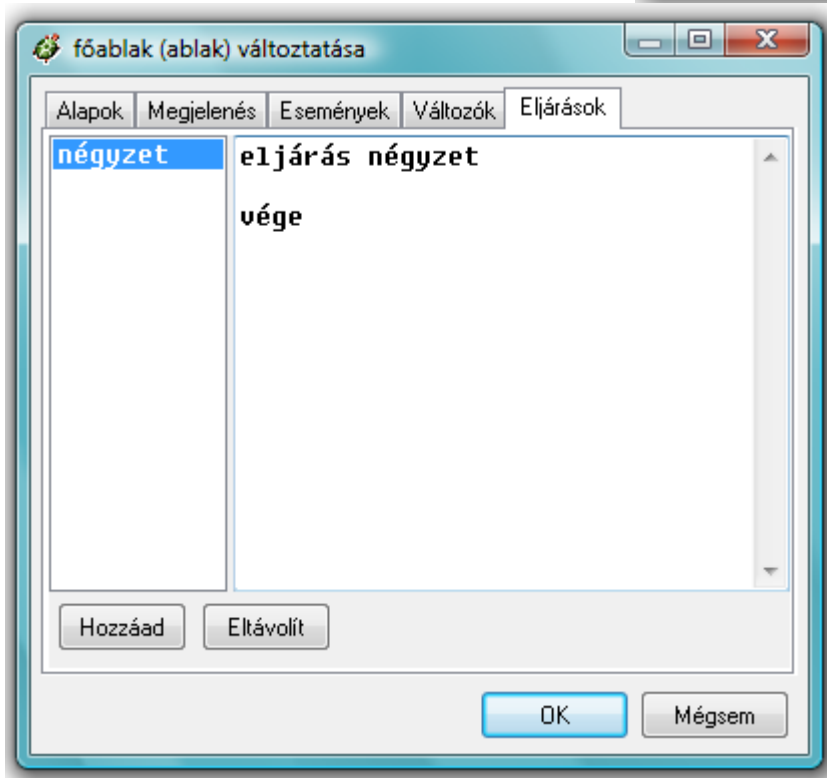 főablak (ablak) változtatása
Alapok Megjelenés Események Változók Eljárások
négyzet
eljárás négyzet
vége
Hozzáad Eltávolít
OK Mégsem